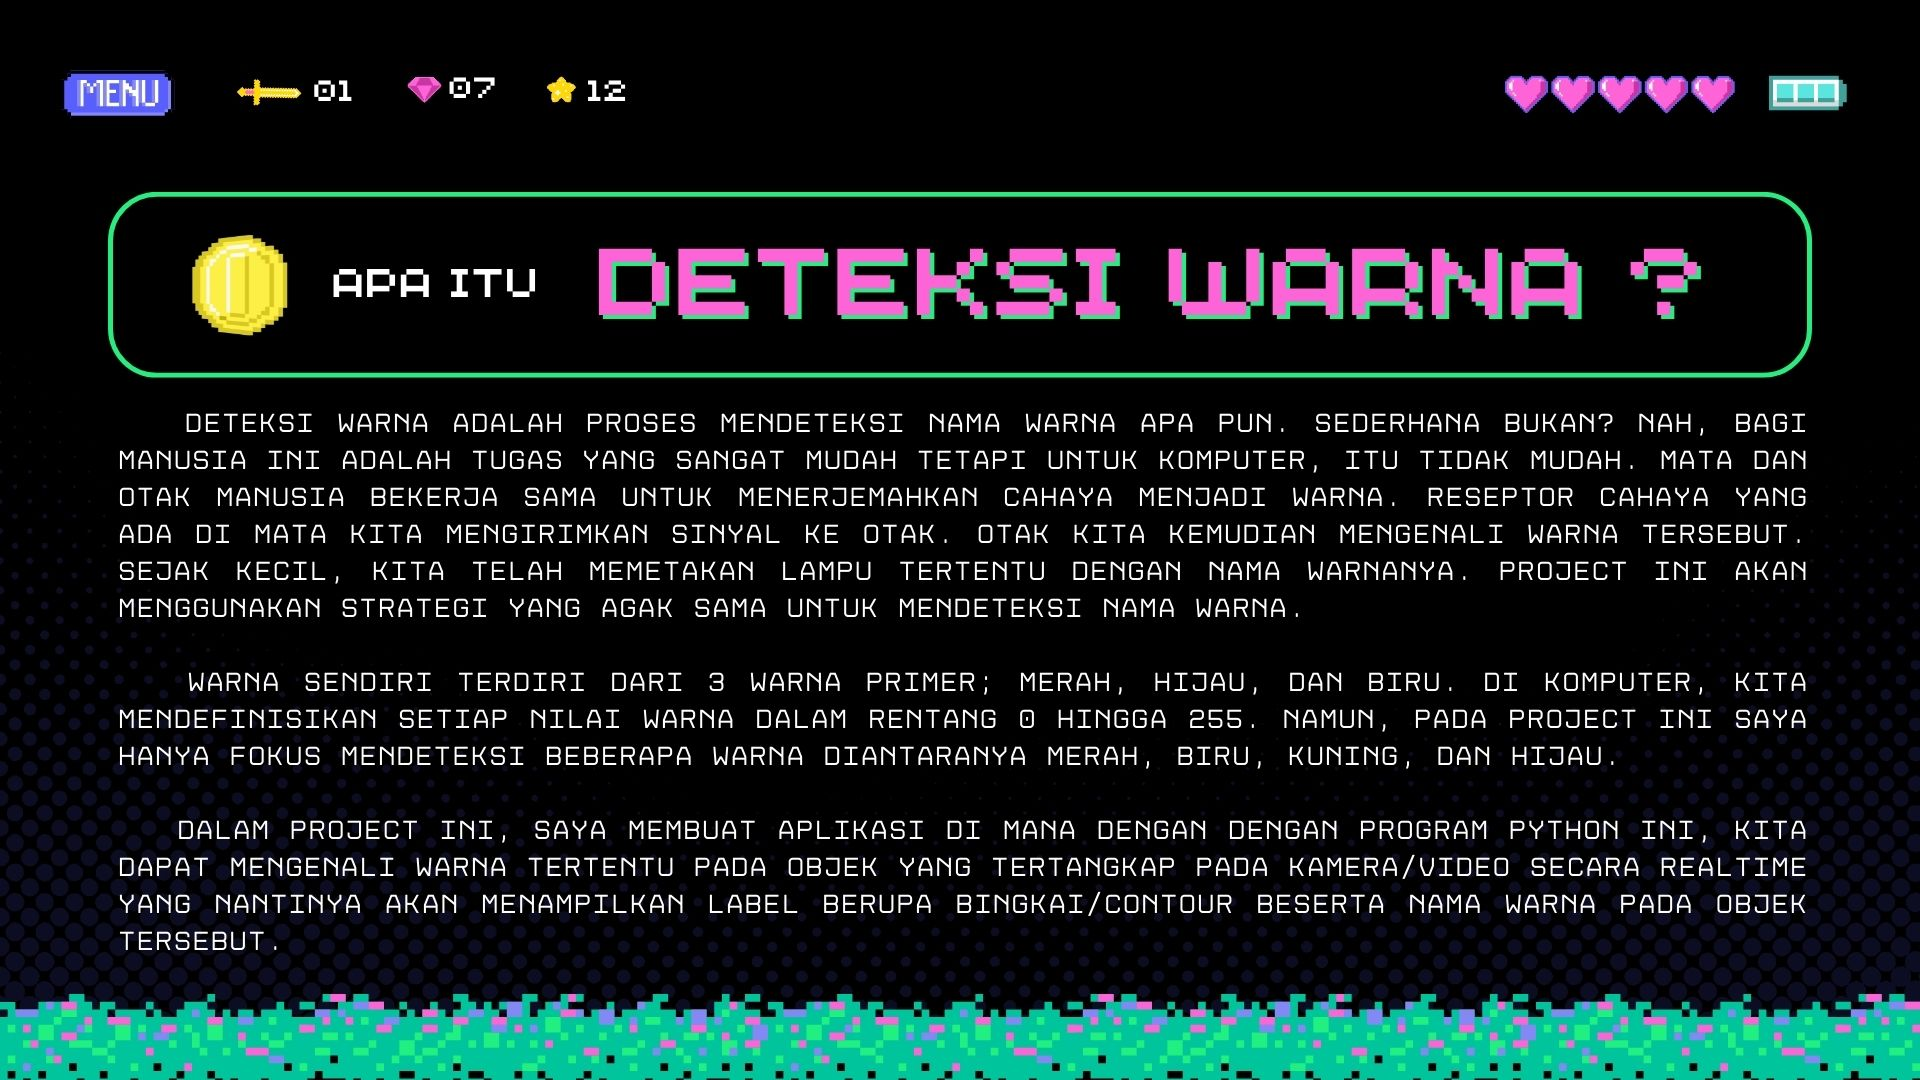 MENU 01 07 12
APA ITU DETEKSI WARNA ?
DETEKSI WARNA ADALAH PROSES MENDETEKSI NAMA WARNA APA PUN. SEDERHANA BUKAN? NAH, BAGI
MANUSIA INI ADALAH TUGAS YANG SANGAT MUDAH TETAPI UNTUK KOMPUTER, ITU TIDAK MUDAH. MATA DAN
OTAK MANUSIA BEKERJA SAMA UNTUK MENERJEMAHKAN CAHAYA MENJADI WARNA. RESEPTOR CAHAYA YANG
ADA DI MATA KITA MENGIRIMKAN SINYAL KE OTAK. OTAK KITA KEMUDIAN MENGENALI WARNA TERSEBUT.
SEJAK KECIL, KITA TELAH MEMETAKAN LAMPU TERTENTU DENGAN NAMA WARNANYA. PROJECT INI AKAN
MENGGUNAKAN STRATEGI YANG AGAK SAMA UNTUK MENDETEKSI NAMA WARNA.
WARNA SENDIRI TERDIRI DARI 3 WARNA PRIMER; MERAH, HIJAU, DAN BIRU. DI KOMPUTER, KITA
MENDEFINISIKAN SETIAP NILAI WARNA DALAM RENTANG 0 HINGGA 255. NAMUN, PADA PROJECT INI SAYA
HANYA FOKUS MENDETEKSI BEBERAPA WARNA DIANTARANYA MERAH, BIRU, KUNING, DAN HIJAU.
DALAM PROJECT INI, SAYA MEMBUAT APLIKASI DI MANA DENGAN DENGAN PROGRAM PYTHON INI, KITA
DAPAT MENGENALI WARNA TERTENTU PADA OBJEK YANG TERTANGKAP PADA KAMERA/VIDEO SECARA REALTIME
YANG NANTINYA AKAN MENAMPILKAN LABEL BERUPA BINGKAI/CONTOUR BESERTA NAMA WARNA PADA OBJEK
TERSEBUT.